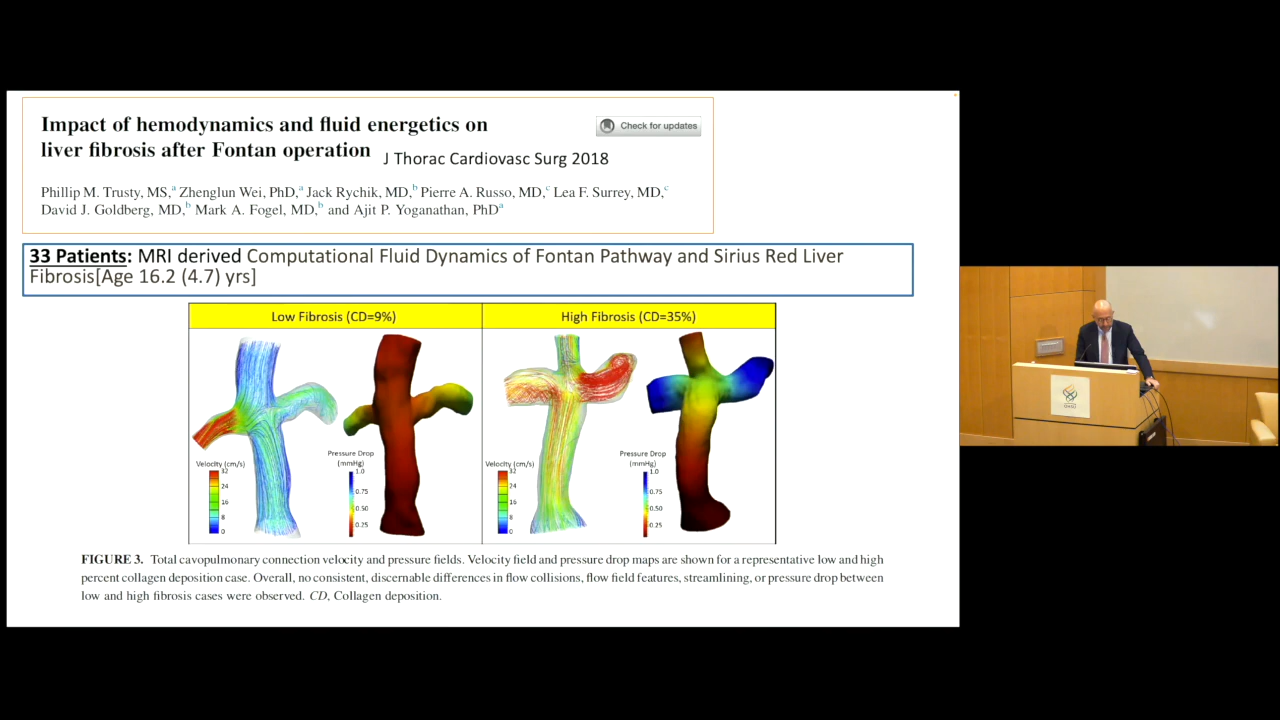 Impact of hemodynamics and fluid energetics on
liver fibrosis after Fontan operation
J Thorac Cardiovasc Surg 2018
Check for updates
Phillip M. Trusty, MS,a Zhenglun Wei, PhD,a Jack Rychik, MD,b Pierre A. Russo, MD,c Lea F. Surrey, MD,c
David J. Goldberg, MD,b Mark A. Fogel, MD,b and Ajit P. Yoganathan, PhDa
33 Patients: MRI derived Computational Fluid Dynamics of Fontan Pathway and Sirius Red Liver
Fibrosis[Age 16.2 (4.7) yrs]
Low Fibrosis (CD=9%)
High Fibrosis (CD=35%)
Velocity (cm/s)
32
24
16
8
0
Pressure Drop
(mmHg)
1.0
0.75
0.50
0.25
Velocity (cm/s)
32
24
16
8
0
Pressure Drop
(mmHg)
1.0
0.75
0.50
0.25
FIGURE 3. Total cavopulmonary connection velocity and pressure fields. Velocity field and pressure drop maps are shown for a representative low and high
percent collagen deposition case. Overall, no consistent, discernable differences in flow collisions, flow field features, streamlining, or pressure drop between
low and high fibrosis cases were observed. CD, Collagen deposition.